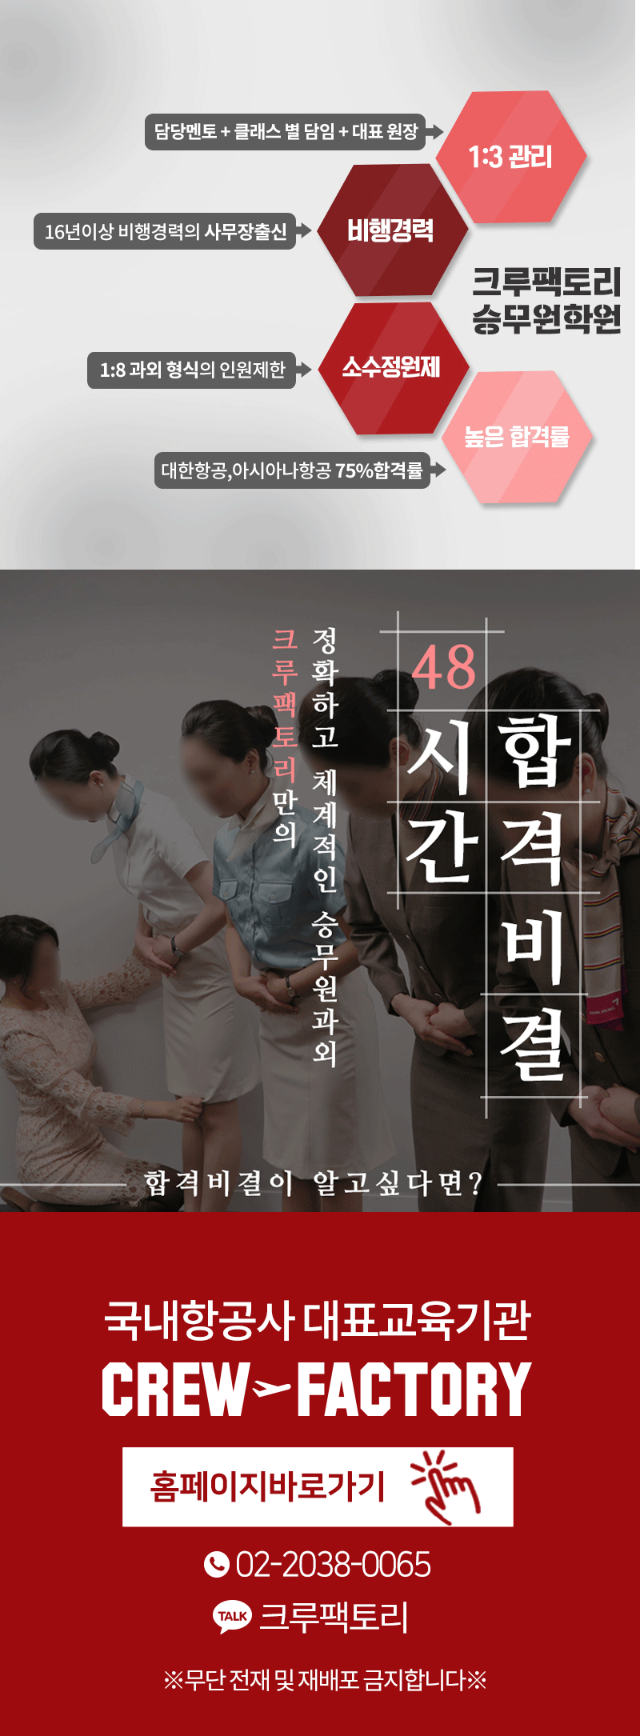 담당멘토 + 클래스 별 담임 + 대표 원장
1:3 관리
16년이상 비행경력의 사무장출신
비행경력
크루팩토리
승무원학원
1:8 과외 형식의 인원제한
소수정원제
높은 합격률
대한항공,아시아나항공 75%합격률
크루팩토리만의
정확하고 체계적인 승무원과외
48
시간
합격비결
합격비결이 알고싶다면?
국내항공사 대표교육기관
CREW FACTORY
홈페이지바로가기
02-2038-0065
TALK 크루팩토리
※무단 전재 및 재배포 금지합니다※